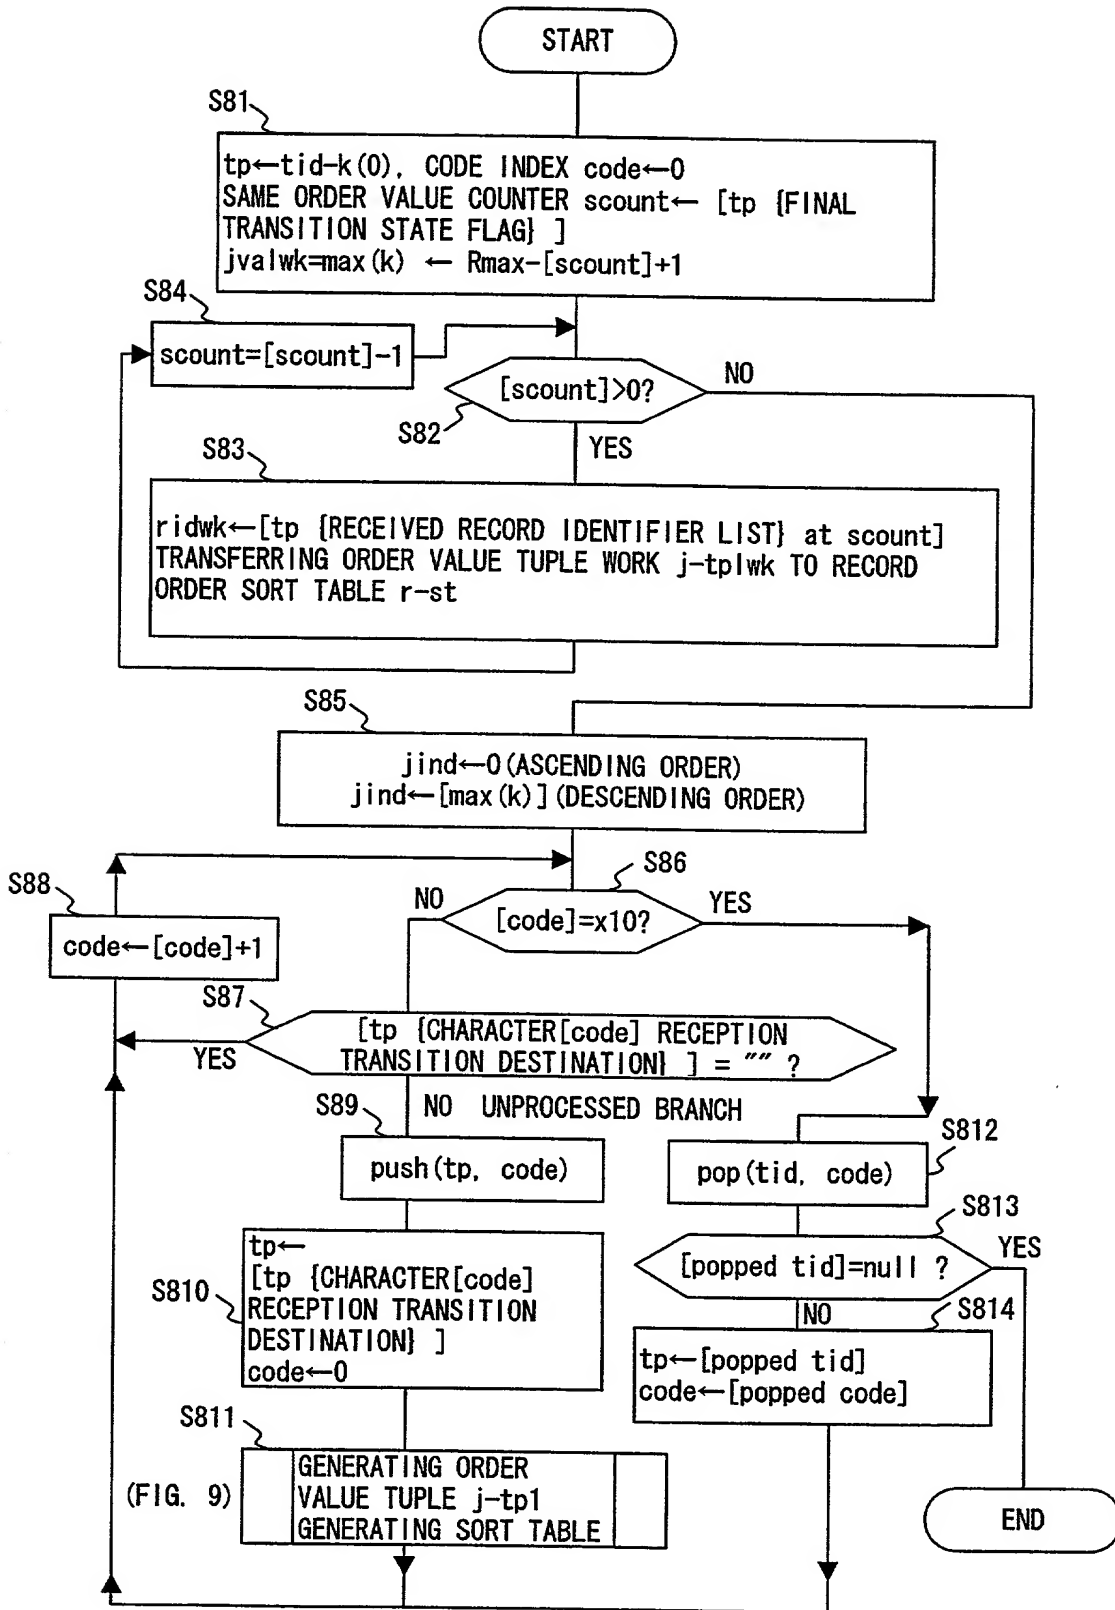 START
S81
tp←tid-k(0), CODE INDEX code←0
SAME ORDER VALUE COUNTER scount← [tp {FINAL
TRANSITION STATE FLAG} ]
jvalwk=max(k) ← Rmax-[scount]+1
S84
scount=[scount]-1
[scount]>0?
NO
S82
YES
S83
ridwk←[tp {RECEIVED RECORD IDENTIFIER LIST} at scount]
TRANSFERRING ORDER VALUE TUPLE WORK j-tplwk TO RECORD
ORDER SORT TABLE r-st
S85
jind←0(ASCENDING ORDER)
jind←[max(k)](DESCENDING ORDER)
S86
S88
NO
[code]=x10?
YES
code←[code]+1
S87
[tp {CHARACTER[code] RECEPTION
TRANSITION DESTINATION} ] = "" ?
YES
NO UNPROCESSED BRANCH
S89
push(tp, code)
S812
pop(tid, code)
S813
[popped tid]=null ?
YES
NO
S810
tp←
[tp {CHARACTER[code]
RECEPTION TRANSITION
DESTINATION} ]
code←0
S814
tp←[popped tid]
code←[popped code]
S811
(FIG. 9)
GENERATING ORDER
VALUE TUPLE j-tp1
GENERATING SORT TABLE
END